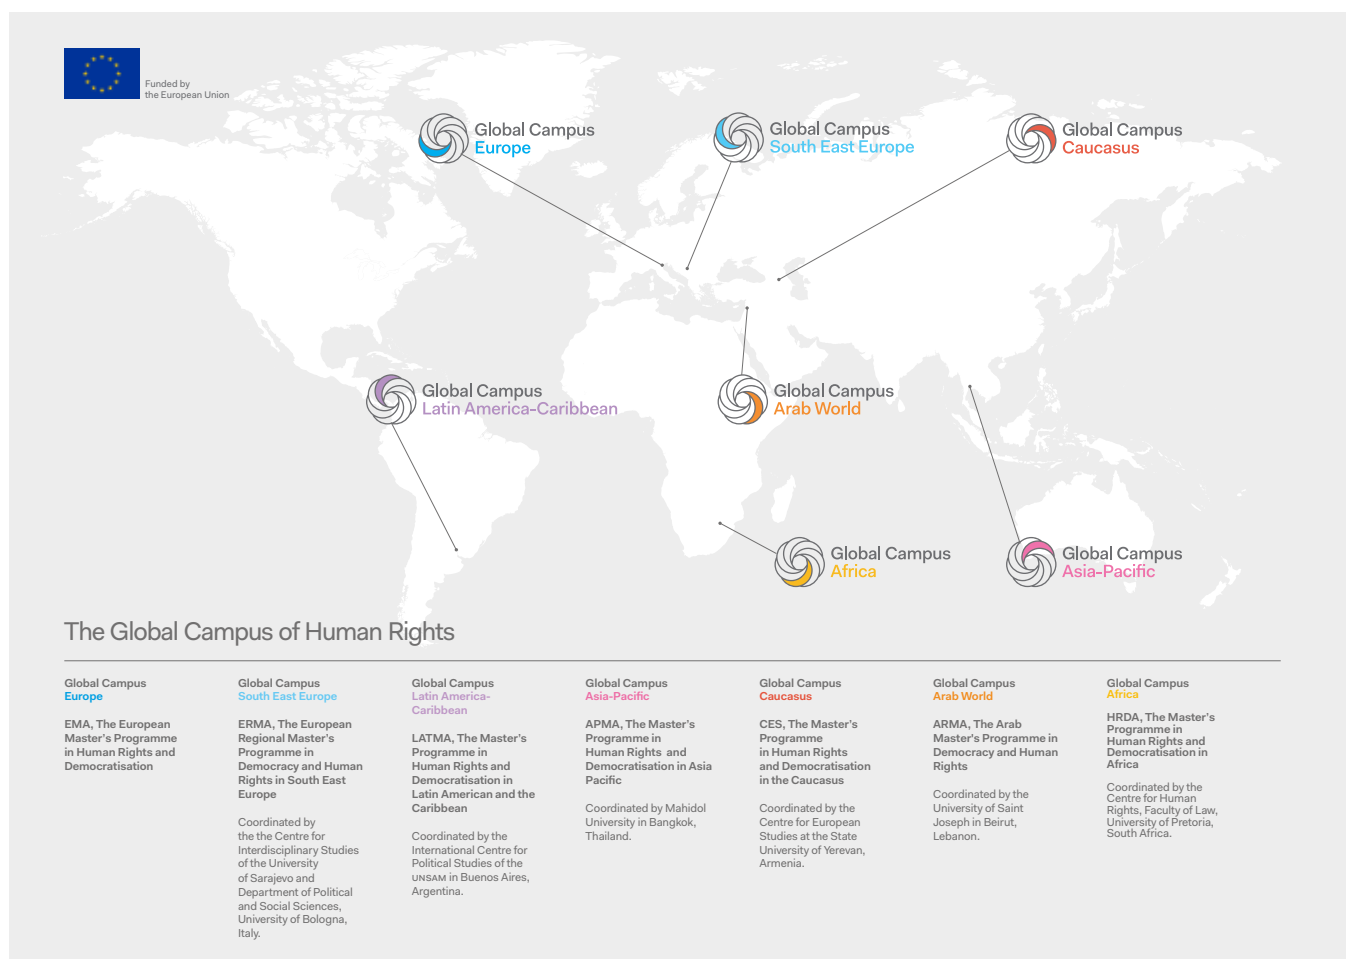 Funded by
the European Union
Global Campus
Europe
Global Campus
South East Europe
Global Campus
Caucasus
Global Campus
Latin America-Caribbean
Global Campus
Arab World
Global Campus
Africa
Global Campus
Asia-Pacific
The Global Campus of Human Rights
Global Campus
Europe
EMA, The European
Master's Programme
in Human Rights and
Democratisation
Global Campus
South East Europe
ERMA, The European
Regional Master's
Programme in
Democracy and Human
Rights in South East
Europe
Coordinated by
the the Centre for
Interdisciplinary Studies
of the University
of Sarajevo and
Department of Political
and Social Sciences,
University of Bologna,
Italy.
Global Campus
Latin America-
Caribbean
LATMA, The Master's
Programme in
Human Rights and
Democratisation in
Latin American and the
Caribbean
Coordinated by the
International Centre for
Political Studies of the
UNSAM in Buenos Aires,
Argentina.
Global Campus
Asia-Pacific
APMA, The Master's
Programme in
Human Rights and
Democratisation in Asia
Pacific
Coordinated by Mahidol
University in Bangkok,
Thailand.
Global Campus
Caucasus
CES, The Master's
Programme
in Human Rights
and Democratisation
in the Caucasus
Coordinated by the
Centre for European
Studies at the State
University of Yerevan,
Armenia.
Global Campus
Arab World
ARMA, The Arab
Master's Programme in
Democracy and Human
Rights
Coordinated by the
University of Saint
Joseph in Beirut,
Lebanon.
Global Campus
Africa
HRDA, The Master's
Programme in
Human Rights and
Democratisation in
Africa
Coordinated by the
Centre for Human
Rights, Faculty of Law,
University of Pretoria,
South Africa.